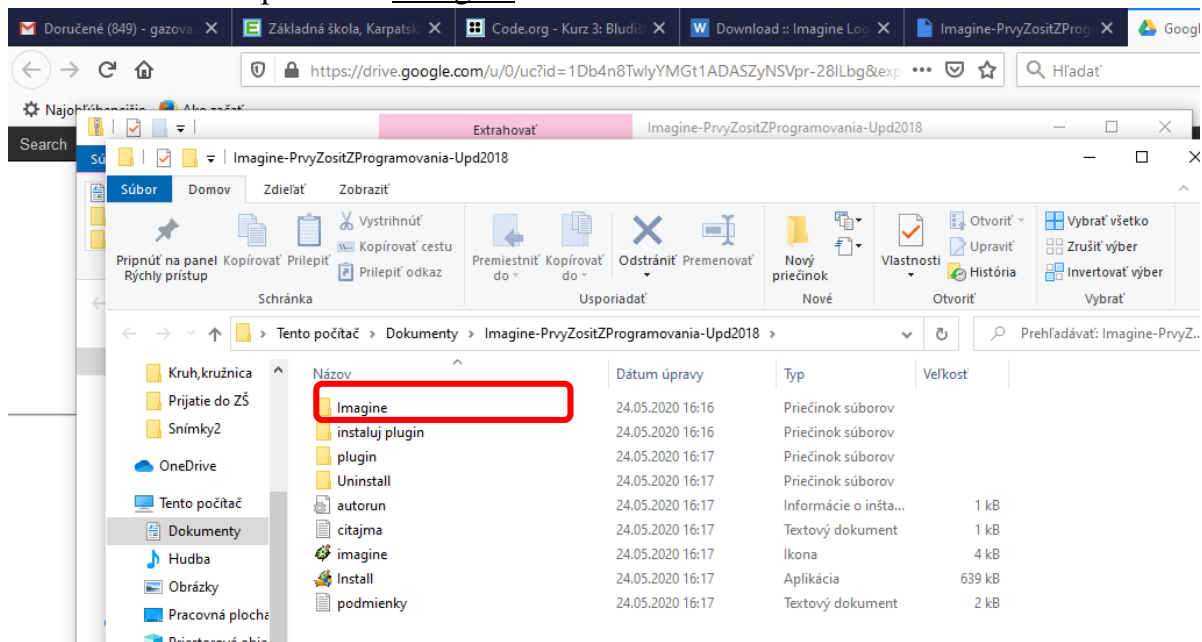 Doručené (849) - gazova
Základná škola, Karpatsk
Code.org - Kurz 3: Bludis
Download :: Imagine Log
Imagine-PrvyZositZProgr
Googl
https://drive.google.com/u/0/uc?id=1Db4n8TwlyYMGt1ADASZyNSVpr-28ILbg&exp
Hľadať
Search
Extrahovať
Imagine-PrvyZositZProgramovania-Upd2018
Imagine-PrvyZositZProgramovania-Upd2018
Súbor Domov Zdieľať Zobraziť
Pripnúť na panel Rýchly prístup
Kopírovať
Prilepiť
Vystrihnúť
Kopírovať cestu
Prilepiť odkaz
Schránka
Premiestniť do
Kopírovať do
Odstrániť
Premenovať
Usporiadať
Nový priečinok
Nové
Vlastnosti
Otvoriť
Upraviť
História
Otvoriť
Vybrať všetko
Zrušiť výber
Invertovať výber
Vybrať
Tento počítač > Dokumenty > Imagine-PrvyZositZProgramovania-Upd2018 >
Prehľadávať: Imagine-PrvyZ...
Kruh,kružnica
Prijatie do ZŠ
Snímky2
OneDrive
Tento počítač
Dokumenty
Hudba
Obrázky
Pracovná plocha
Názov Dátum úpravy Typ Veľkosť
Imagine 24.05.2020 16:16 Priečinok súborov
instaluj plugin 24.05.2020 16:16 Priečinok súborov
plugin 24.05.2020 16:17 Priečinok súborov
Uninstall 24.05.2020 16:17 Priečinok súborov
autorun 24.05.2020 16:17 Informácie o inšta... 1 kB
citajma 24.05.2020 16:17 Textový dokument 1 kB
imagine 24.05.2020 16:17 Ikona 4 kB
Install 24.05.2020 16:17 Aplikácia 639 kB
podmienky 24.05.2020 16:17 Textový dokument 2 kB